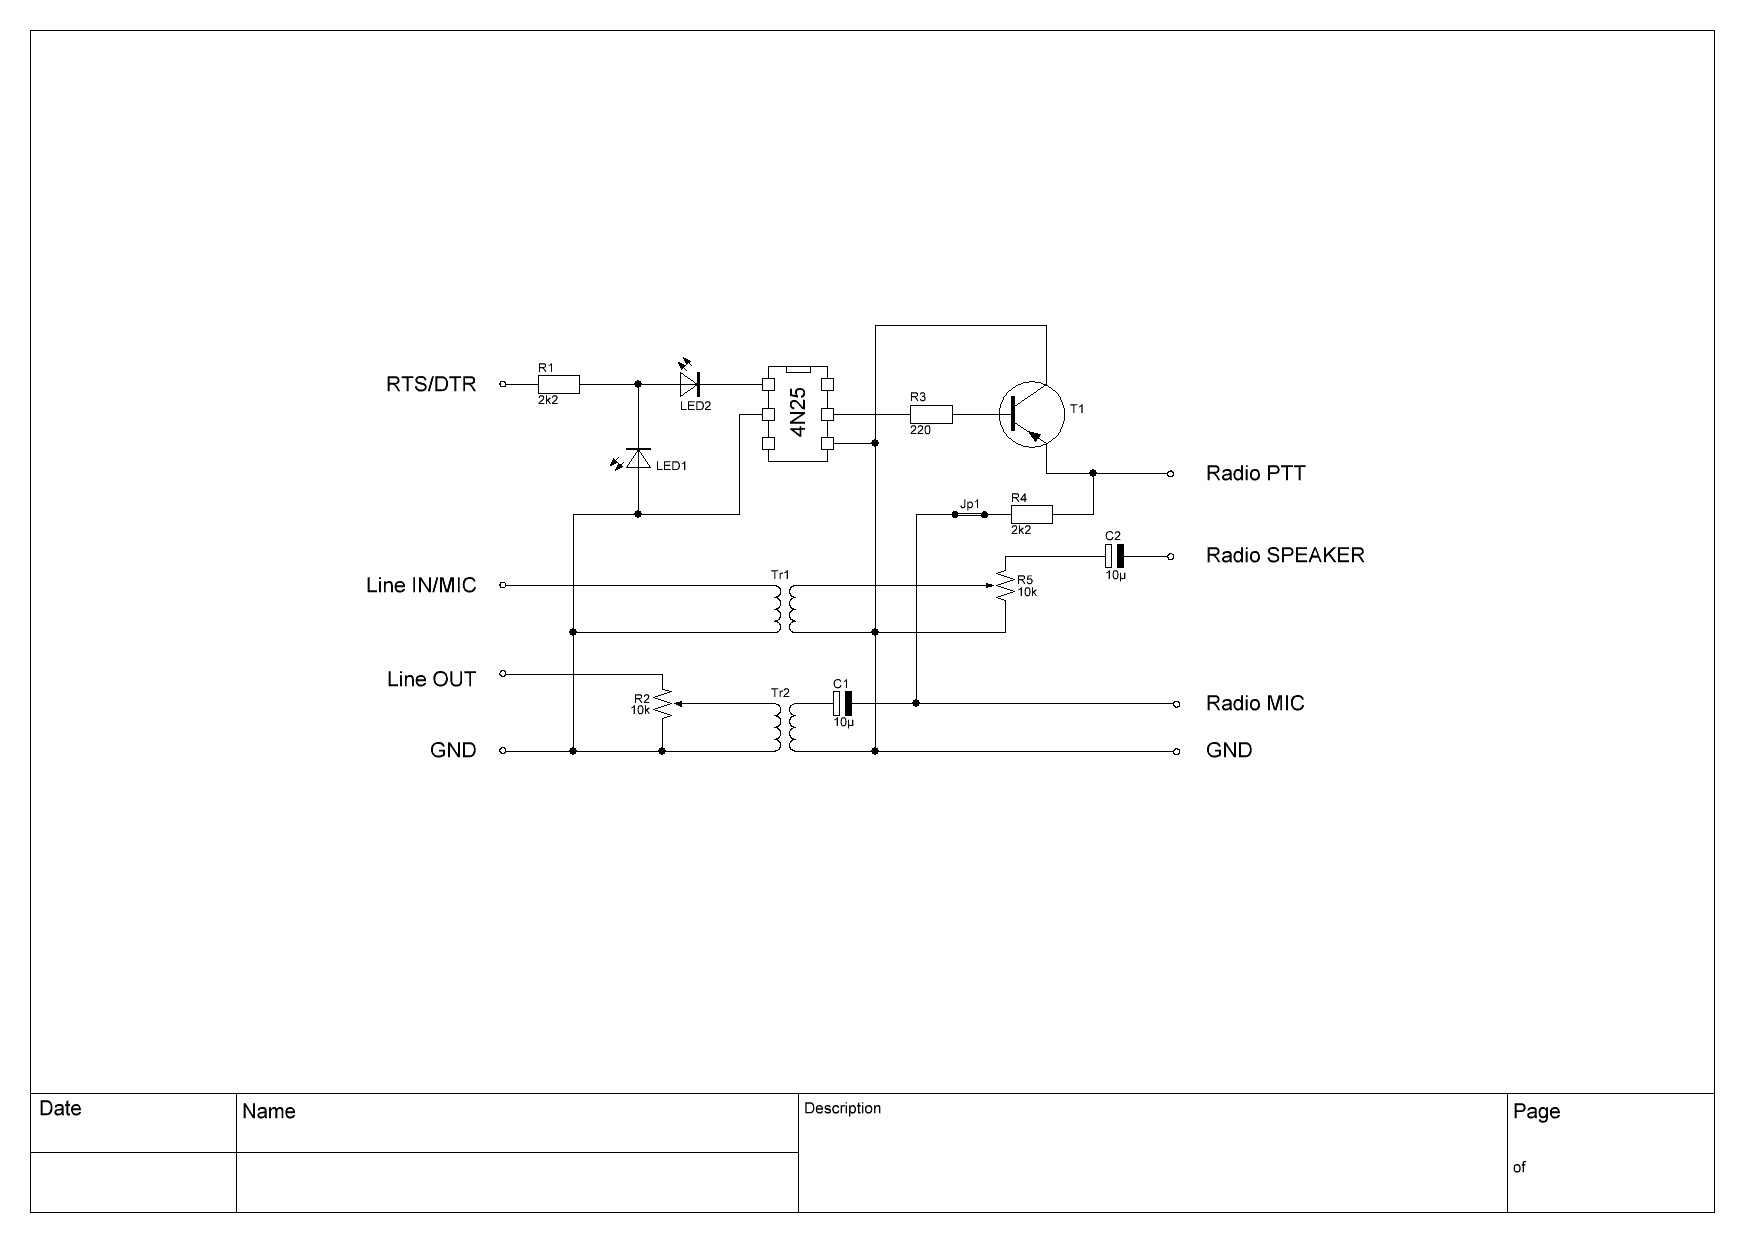 R1
RTS/DTR
2k2
LED2
4N25
R3
220
T1
LED1
Radio PTT
Jp1
R4
2k2
C2
Radio SPEAKER
10µ
Line IN/MIC
Tr1
R5
10k
Line OUT
R2
10k
Tr2
C1
10µ
Radio MIC
GND
GND
Date
Name
Description
Page
of